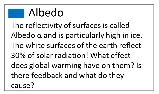 Albedo
The reflectivity of surfaces is called
Albedo α and is particularly high in ice.
The white surfaces of the earth reflect
30% of solar radiation! What effect
does global warming have on them? Is
there feedback and what do they
cause?